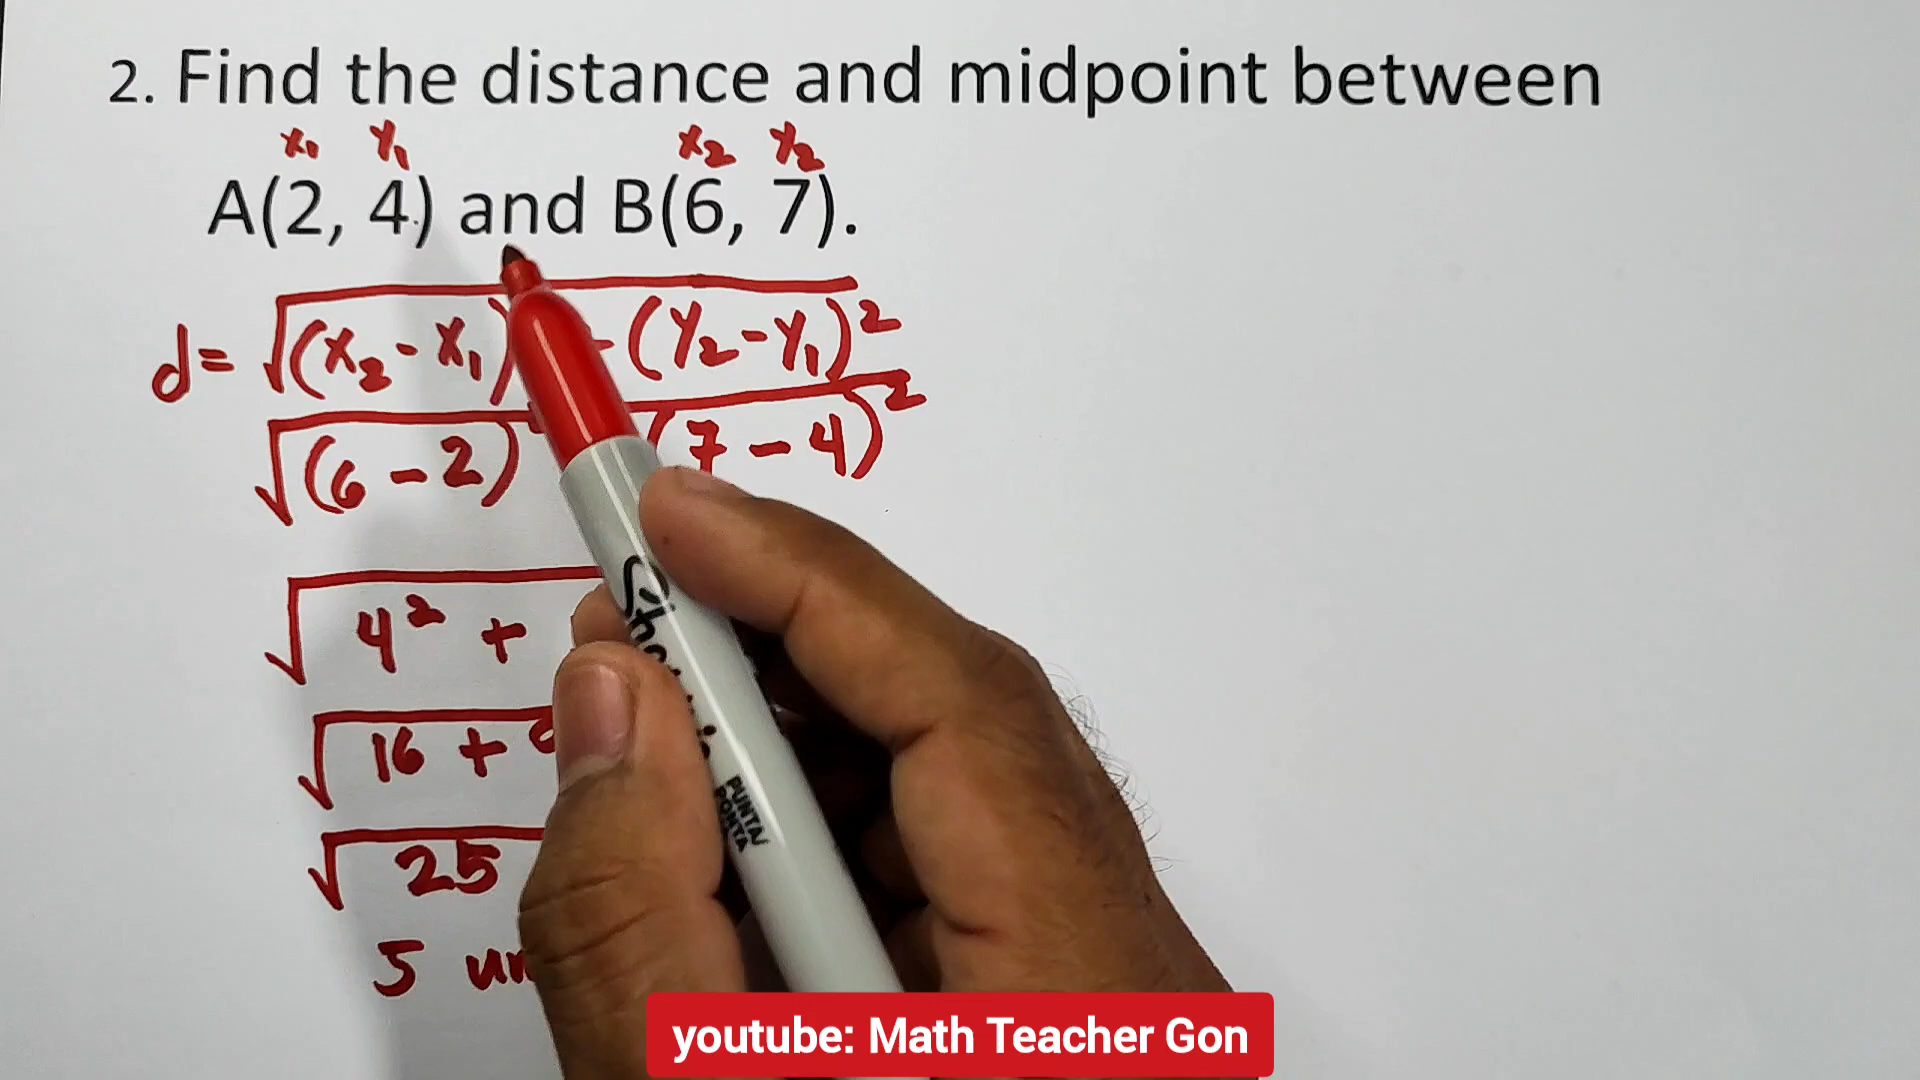 2. Find the distance and midpoint between
x₁ y₁ x₂ y₂
A(2, 4) and B(6, 7).
d = √(x₂ - x₁) - (y₂ - y₁)²
√(6 - 2) (7 - 4)²
√4² +
√16 +
√25
5 un
PUNTA/
PONTA
youtube: Math Teacher Gon